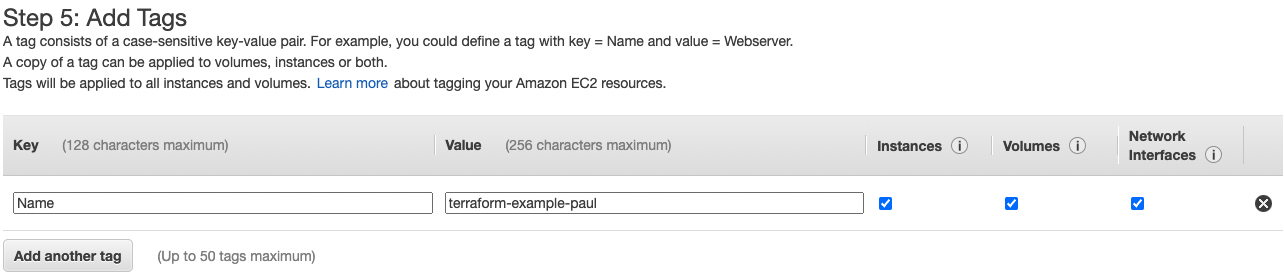 Step 5: Add Tags
A tag consists of a case-sensitive key-value pair. For example, you could define a tag with key = Name and value = Webserver.
A copy of a tag can be applied to volumes, instances or both.
Tags will be applied to all instances and volumes. Learn more about tagging your Amazon EC2 resources.
Key (128 characters maximum) Value (256 characters maximum) Instances i Volumes i Network Interfaces i
Name terraform-example-paul
Add another tag (Up to 50 tags maximum)